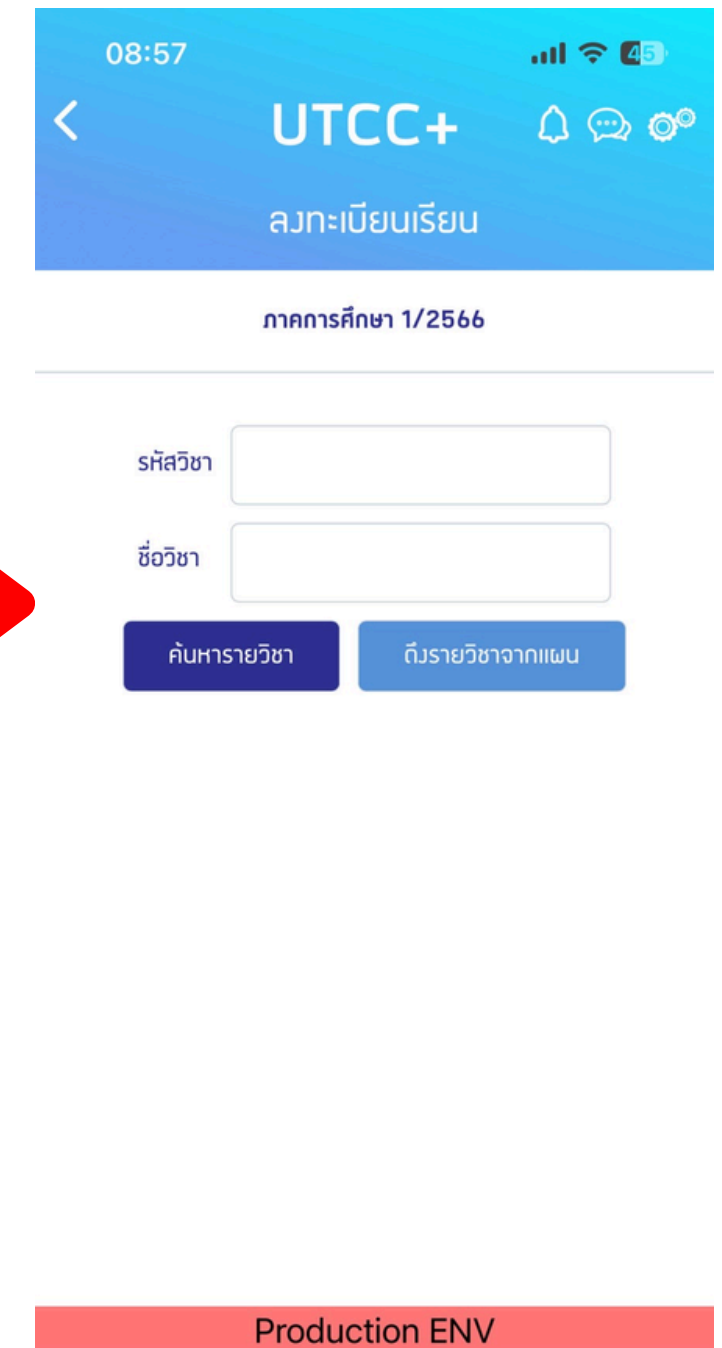 08:57
45
UTCC+
ลงทะเบียนเรียน
ภาคการศึกษา 1/2566
รหัสวิชา
ชื่อวิชา
ค้นหารายวิชา
ดึงรายวิชาจากแผน
Production ENV